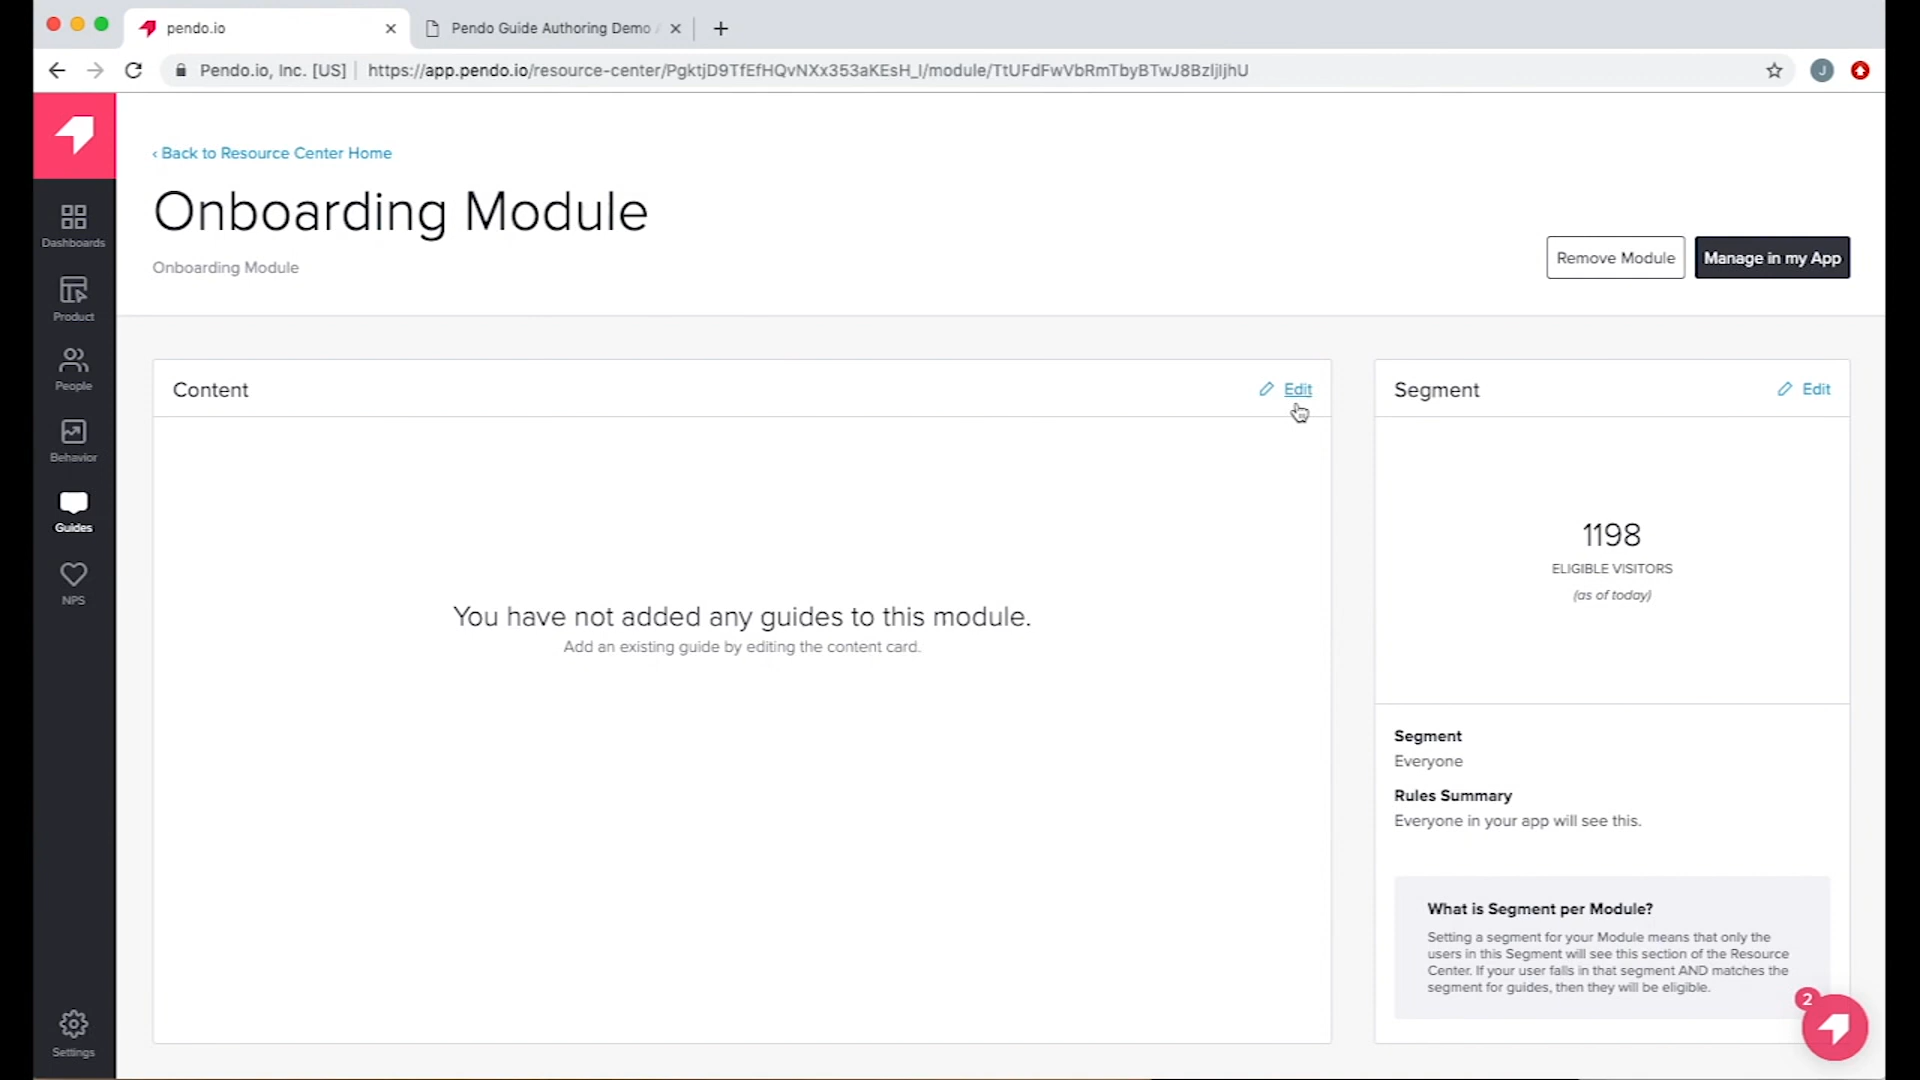 pendo.io
Pendo Guide Authoring Demo
Pendo.io, Inc. [US]
https://app.pendo.io/resource-center/PgktjD9TfEfHQvNXx353aKEsH_I/module/TtUFdFwVbRmTbyBTwJ8BzIjIjhU
J
‹ Back to Resource Center Home
Onboarding Module
Onboarding Module
Remove Module
Manage in my App
Dashboards
Product
People
Behavior
Guides
NPS
Settings
Content
Edit
You have not added any guides to this module.
Add an existing guide by editing the content card.
Segment
Edit
1198
ELIGIBLE VISITORS
(as of today)
Segment
Everyone
Rules Summary
Everyone in your app will see this.
What is Segment per Module?
Setting a segment for your Module means that only the
users in this Segment will see this section of the Resource
Center. If your user falls in that segment AND matches the
segment for guides, then they will be eligible.
2